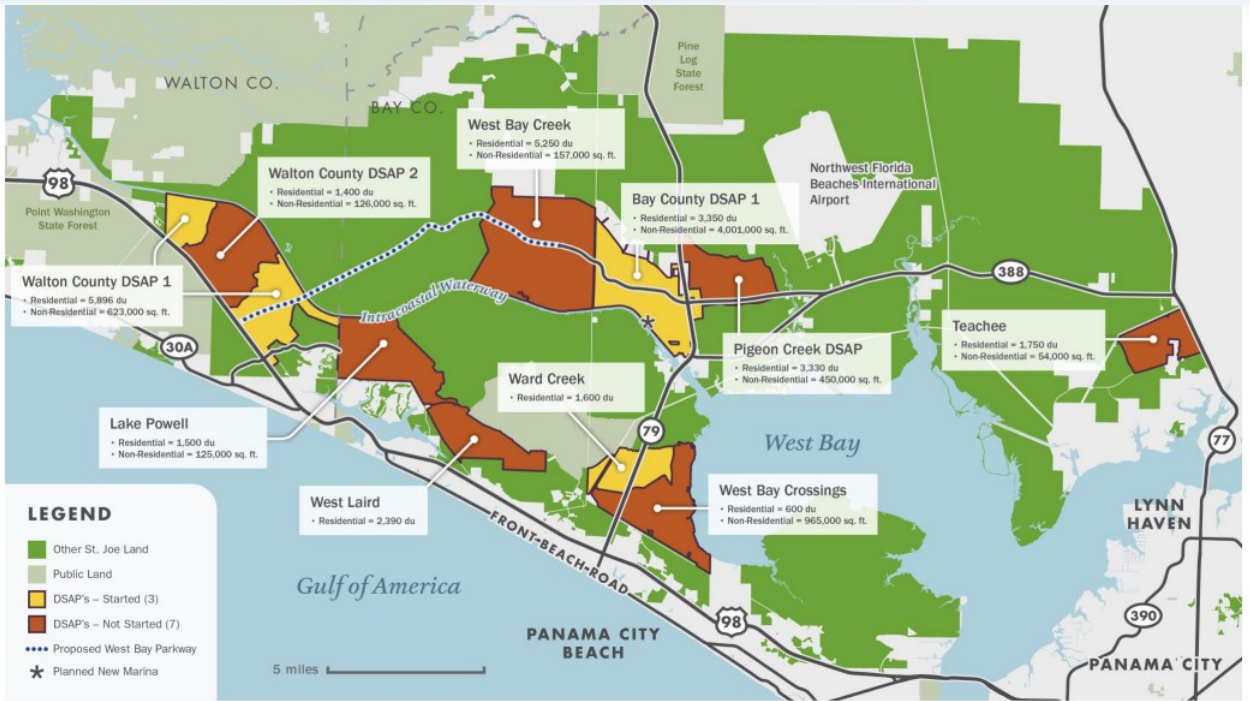 WALTON CO.
BAY CO.
Pine
Log
State
Forest
West Bay Creek
• Residential = 5,250 du
• Non-Residential = 157,000 sq. ft.
Walton County DSAP 2
• Residential = 1,400 du
• Non-Residential = 126,000 sq. ft.
Northwest Florida
Beaches International
Airport
98
Bay County DSAP 1
• Residential = 3,350 du
• Non-Residential = 4,001,000 sq. ft.
Point Washington
State Forest
Walton County DSAP 1
• Residential = 5,896 du
• Non-Residential = 623,000 sq. ft.
388
Intracoastal Waterway
30A
Teachee
• Residential = 1,750 du
• Non-Residential = 54,000 sq. ft.
Pigeon Creek DSAP
• Residential = 3,330 du
• Non-Residential = 450,000 sq. ft.
Ward Creek
• Residential = 1,600 du
Lake Powell
• Residential = 1,500 du
• Non-Residential = 125,000 sq. ft.
79
West Bay
77
West Laird
• Residential = 2,390 du
West Bay Crossings
• Residential = 600 du
• Non-Residential = 965,000 sq. ft.
LYNN
HAVEN
FRONT-BEACH-ROAD
Gulf of America
LEGEND
Other St. Joe Land
Public Land
DSAP's – Started (3)
DSAP's – Not Started (7)
Proposed West Bay Parkway
Planned New Marina
5 miles
PANAMA CITY
BEACH
98
390
PANAMA CITY